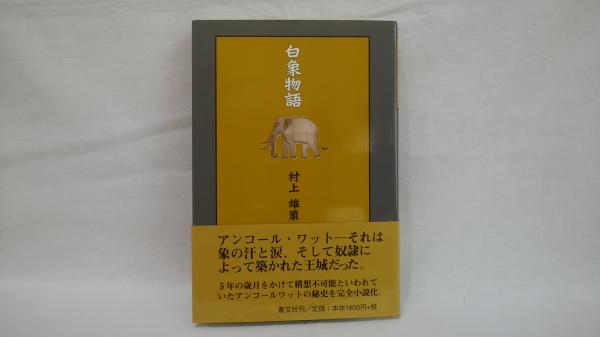 白象物語
村上 雄策
アンコール・ワット―それは
象の汗と涙、そして奴隷に
よって築かれた王城だった。
5年の歳月をかけて構想不可能といわれて
いたアンコールワットの秘史を完全小説化。
叢文社刊/定価:本体1800円+税